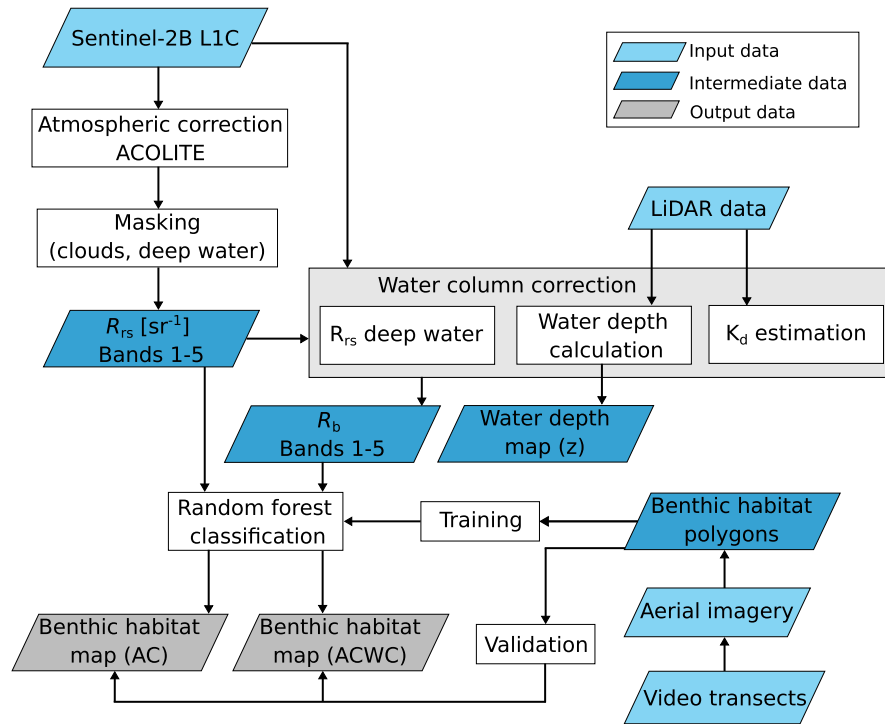 Sentinel-2B L1C
Input data
Intermediate data
Output data
Atmospheric correction
ACOLITE
Masking
(clouds, deep water)
LiDAR data
Water column correction
Rrs [sr-1]
Bands 1-5
Rrs deep water
Water depth
calculation
Kd estimation
Rb
Bands 1-5
Water depth
map (z)
Random forest
classification
Training
Benthic habitat
polygons
Aerial imagery
Benthic habitat
map (AC)
Benthic habitat
map (ACWC)
Validation
Video transects